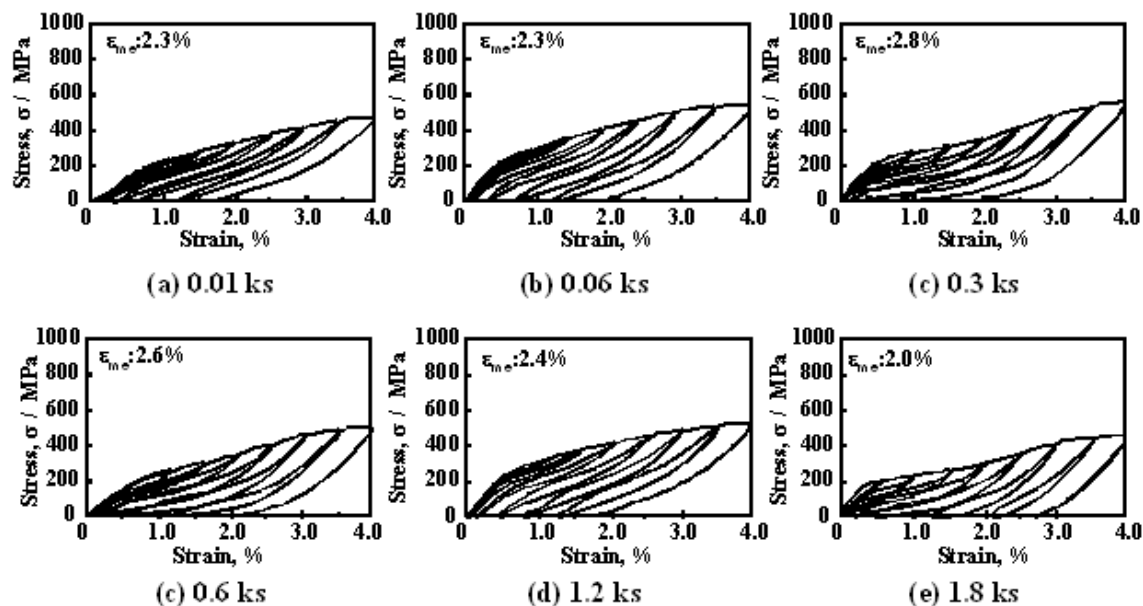 1000
800
600
400
200
0
Stress, σ / MPa
ε me:2.3%
0 1.0 2.0 3.0 4.0
Strain, %
(a) 0.01 ks
1000
800
600
400
200
0
Stress, σ / MPa
ε me:2.3%
0 1.0 2.0 3.0 4.0
Strain, %
(b) 0.06 ks
1000
800
600
400
200
0
Stress, σ / MPa
ε me:2.8%
0 1.0 2.0 3.0 4.0
Strain, %
(c) 0.3 ks
1000
800
600
400
200
0
Stress, σ / MPa
ε me:2.6%
0 1.0 2.0 3.0 4.0
Strain, %
(c) 0.6 ks
1000
800
600
400
200
0
Stress, σ / MPa
ε me:2.4%
0 1.0 2.0 3.0 4.0
Strain, %
(d) 1.2 ks
1000
800
600
400
200
0
Stress, σ / MPa
ε me:2.0%
0 1.0 2.0 3.0 4.0
Strain, %
(e) 1.8 ks